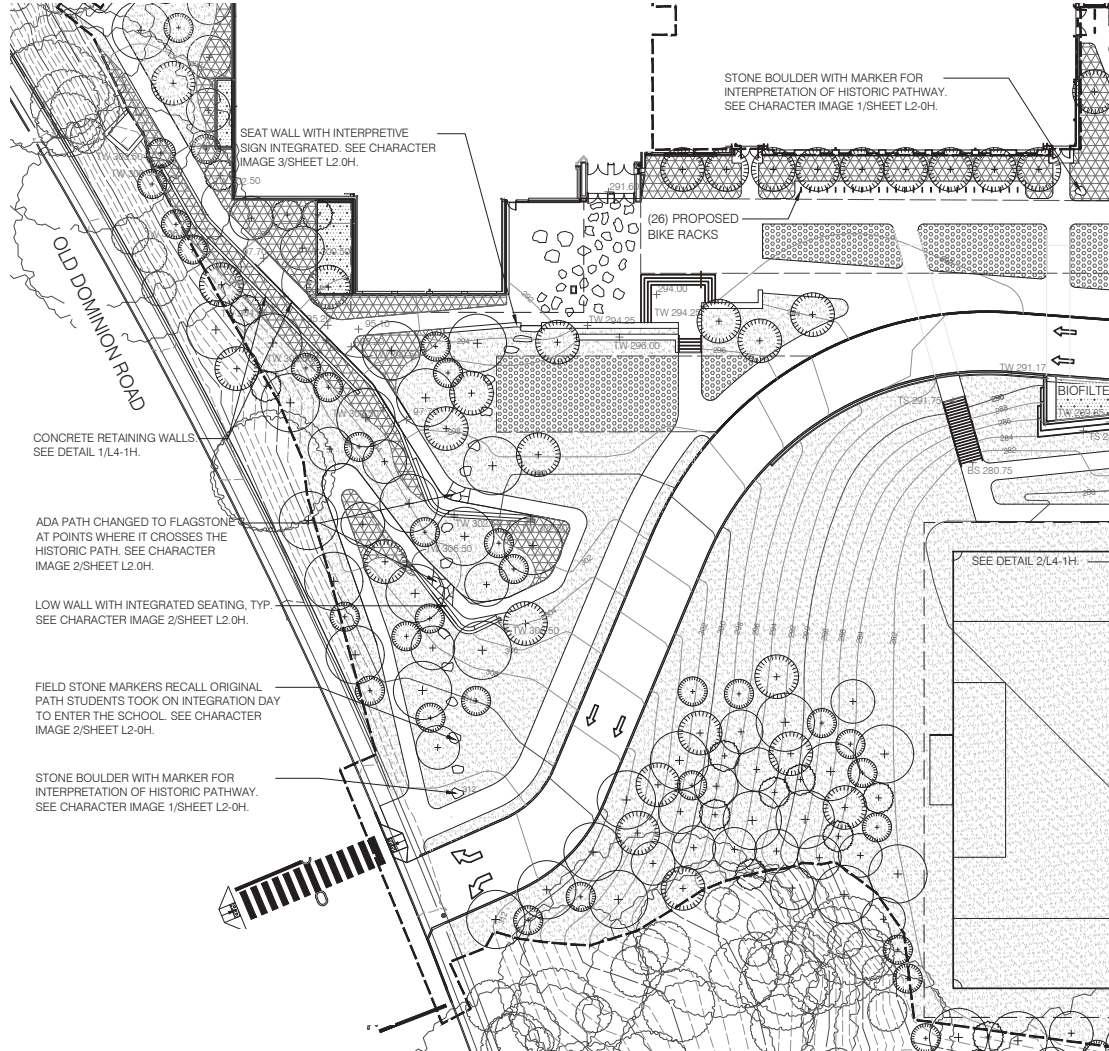 STONE BOULDER WITH MARKER FOR
INTERPRETATION OF HISTORIC PATHWAY.
SEE CHARACTER IMAGE 1/SHEET L2-0H.
SEAT WALL WITH INTERPRETIVE
SIGN INTEGRATED. SEE CHARACTER
IMAGE 3/SHEET L2.0H.
(26) PROPOSED
BIKE RACKS
OLD DOMINION ROAD
294.00
TW 294.25
TW 294.25
TW 296.00
TW 291.17
TS 291.75
BIOFILTE
BS 280.75
CONCRETE RETAINING WALLS.
SEE DETAIL 1/L4-1H.
ADA PATH CHANGED TO FLAGSTONE
AT POINTS WHERE IT CROSSES THE
HISTORIC PATH. SEE CHARACTER
IMAGE 2/SHEET L2.0H.
SEE DETAIL 2/L4-1H.
TW 306.50
LOW WALL WITH INTEGRATED SEATING, TYP.
SEE CHARACTER IMAGE 2/SHEET L2.0H.
FIELD STONE MARKERS RECALL ORIGINAL
PATH STUDENTS TOOK ON INTEGRATION DAY
TO ENTER THE SCHOOL. SEE CHARACTER
IMAGE 2/SHEET L2-0H.
STONE BOULDER WITH MARKER FOR
INTERPRETATION OF HISTORIC PATHWAY.
SEE CHARACTER IMAGE 1/SHEET L2-0H.
312